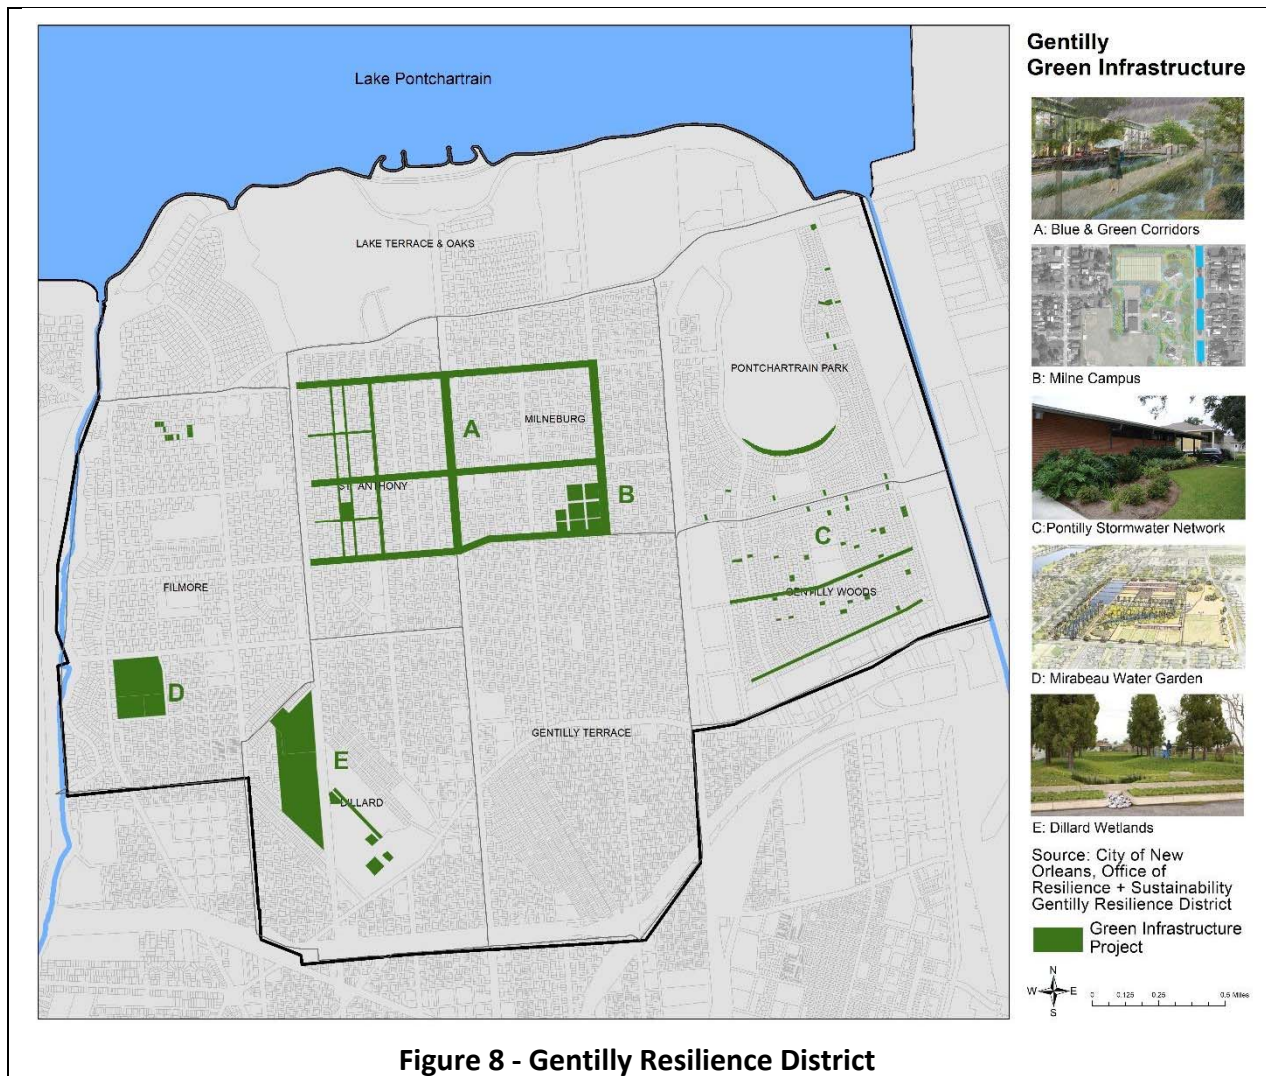 Lake Pontchartrain
LAKE TERRACE & OAKS
PONTCHARTRAIN PARK
MILNEBURG
A
ST. ANTHONY
B
C
GENTILLY WOODS
FILMORE
D
GENTILLY TERRACE
E
DILLARD
Gentilly
Green Infrastructure
A: Blue & Green Corridors
B: Milne Campus
C:Pontilly Stormwater Network
D: Mirabeau Water Garden
E: Dillard Wetlands
Source: City of New
Orleans, Office of
Resilience + Sustainability
Gentilly Resilience District
Green Infrastructure
Project
N
W E
S
0 0.125 0.25 0.5 Miles
Figure 8 - Gentilly Resilience District